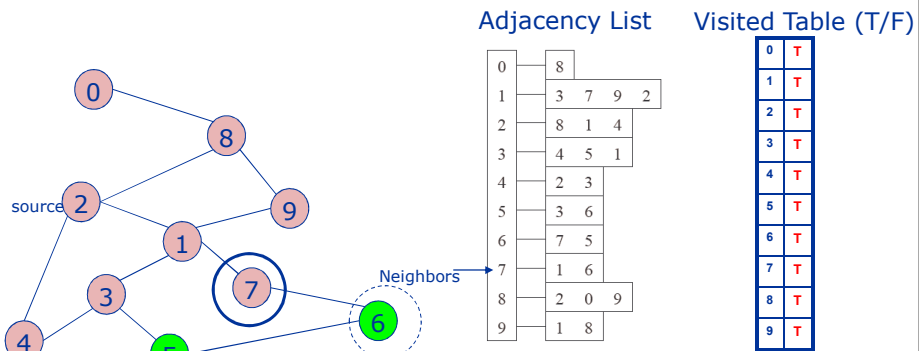 Adjacency List
Visited Table (T/F)
0
8
source 2
9
1
3
7
6
4
5
Neighbors
0 8
1 3 7 9 2
2 8 1 4
3 4 5 1
4 2 3
5 3 6
6 7 5
7 1 6
8 2 0 9
9 1 8
0 T
1 T
2 T
3 T
4 T
5 T
6 T
7 T
8 T
9 T